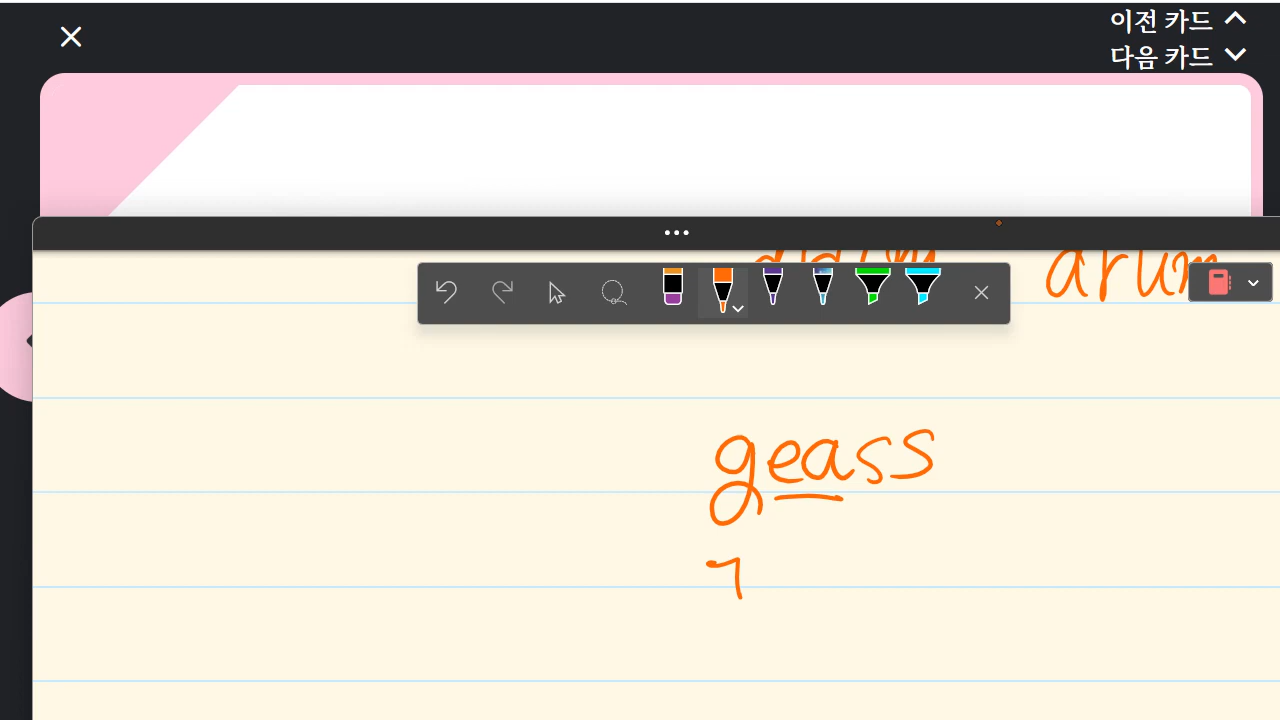 이전 카드
다음 카드
arum
geass
ㄱ